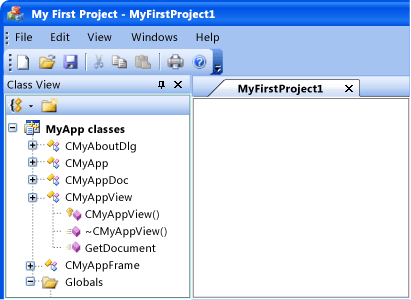 My First Project - MyFirstProject1
File Edit View Windows Help
Class View
MyFirstProject1
MyApp classes
CMyAboutDlg
CMyApp
CMyAppDoc
CMyAppView
CMyAppView()
~CMyAppView()
GetDocument
CMyAppFrame
Globals